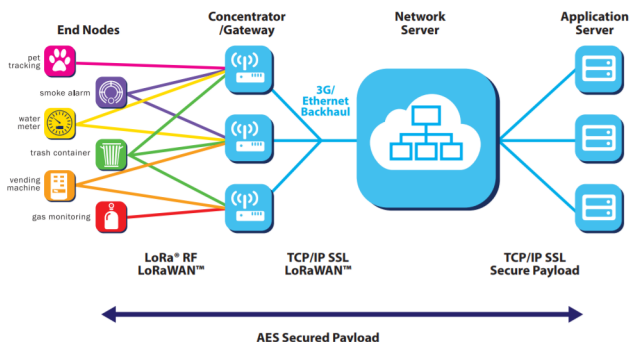 End Nodes
Concentrator
/Gateway
Network
Server
Application
Server
pet
tracking
smoke alarm
water
meter
trash container
vending
machine
gas monitoring
3G/
Ethernet
Backhaul
LoRa® RF
LoRaWAN™
TCP/IP SSL
LoRaWAN™
TCP/IP SSL
Secure Payload
AES Secured Payload